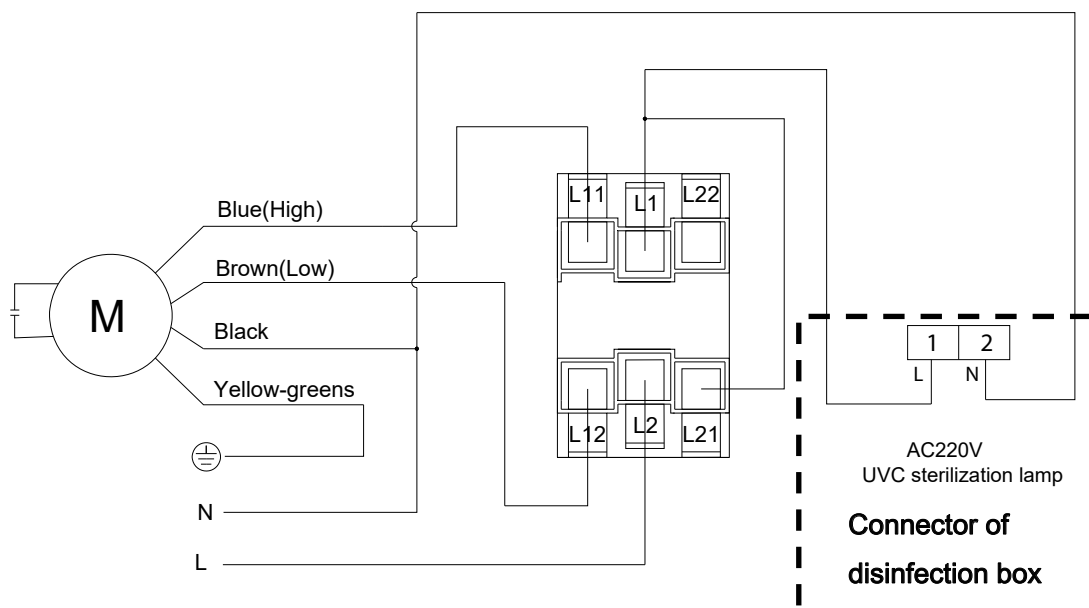 L11
L1
L22
Blue(High)
Brown(Low)
M
Black
1 2
L N
Yellow-greens
L12
L2
L21
AC220V
UVC sterilization lamp
N
Connector of
L
disinfection box